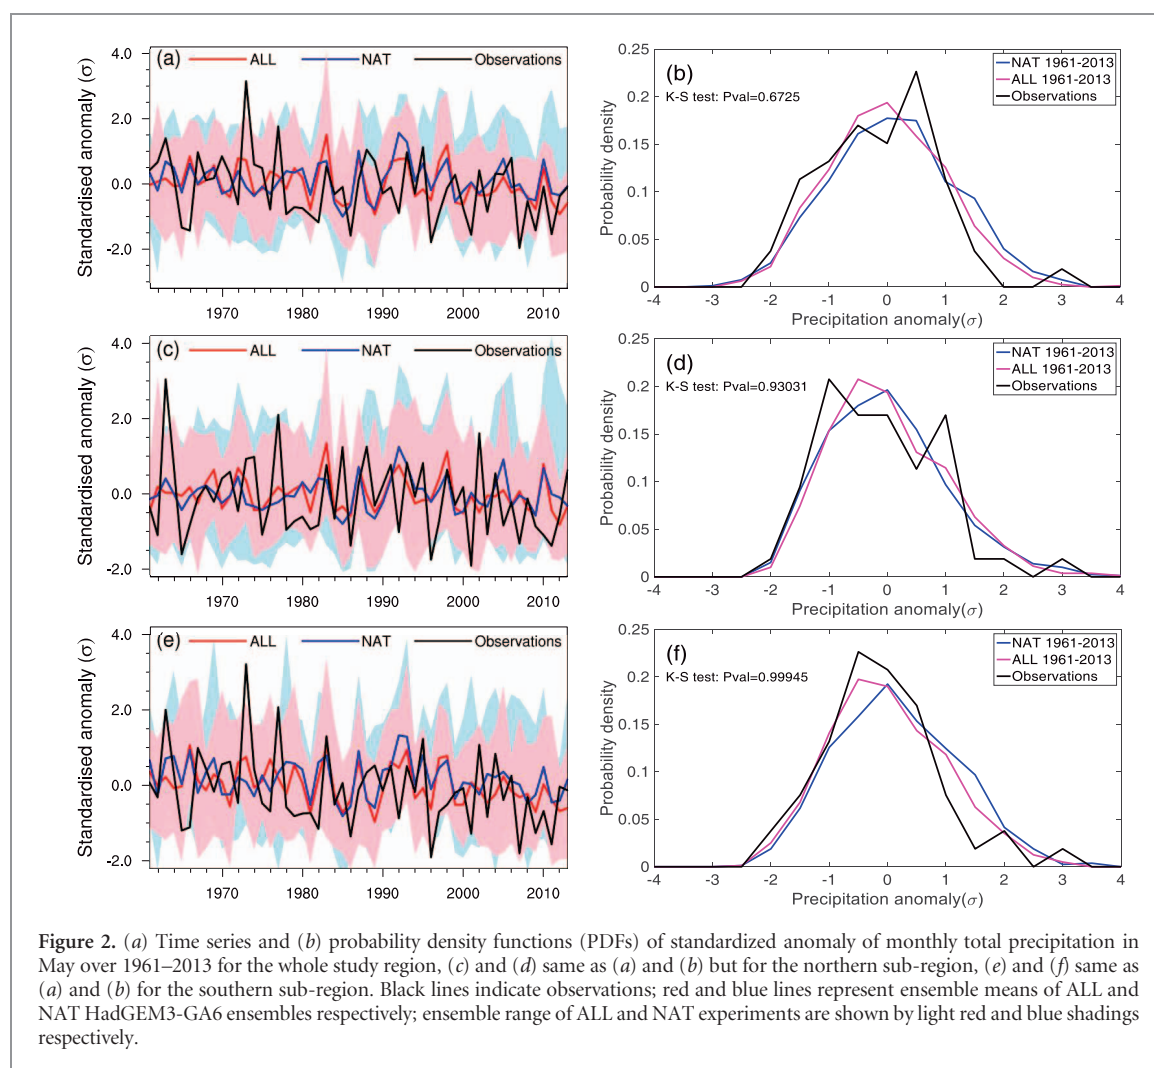 (a)
ALL
NAT
Observations
Standardised anomaly (σ)
4.0
2.0
0.0
-2.0
1970
1980
1990
2000
2010
(b)
K-S test: Pval=0.6725
NAT 1961-2013
ALL 1961-2013
Observations
Probability density
0.25
0.2
0.15
0.1
0.05
0
-4
-3
-2
-1
0
1
2
3
4
Precipitation anomaly(σ)
(c)
ALL
NAT
Observations
Standardised anomaly (σ)
4.0
2.0
0.0
-2.0
1970
1980
1990
2000
2010
(d)
K-S test: Pval=0.93031
NAT 1961-2013
ALL 1961-2013
Observations
Probability density
0.25
0.2
0.15
0.1
0.05
0
-4
-3
-2
-1
0
1
2
3
4
Precipitation anomaly(σ)
(e)
ALL
NAT
Observations
Standardised anomaly (σ)
4.0
2.0
0.0
-2.0
1970
1980
1990
2000
2010
(f)
K-S test: Pval=0.99945
NAT 1961-2013
ALL 1961-2013
Observations
Probability density
0.25
0.2
0.15
0.1
0.05
0
-4
-3
-2
-1
0
1
2
3
4
Precipitation anomaly(σ)
Figure 2. (a) Time series and (b) probability density functions (PDFs) of standardized anomaly of monthly total precipitation in
May over 1961–2013 for the whole study region, (c) and (d) same as (a) and (b) but for the northern sub-region, (e) and (f) same as
(a) and (b) for the southern sub-region. Black lines indicate observations; red and blue lines represent ensemble means of ALL and
NAT HadGEM3-GA6 ensembles respectively; ensemble range of ALL and NAT experiments are shown by light red and blue shadings
respectively.